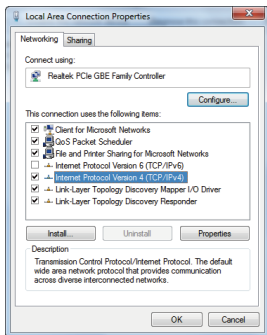 Local Area Connection Properties
Networking
Sharing
Connect using:
Realtek PCIe GBE Family Controller
Configure...
This connection uses the following items:
Client for Microsoft Networks
QoS Packet Scheduler
File and Printer Sharing for Microsoft Networks
Internet Protocol Version 6 (TCP/IPv6)
Internet Protocol Version 4 (TCP/IPv4)
Link-Layer Topology Discovery Mapper I/O Driver
Link-Layer Topology Discovery Responder
Install...
Uninstall
Properties
Description
Transmission Control Protocol/Internet Protocol. The default
wide area network protocol that provides communication
across diverse interconnected networks.
OK
Cancel